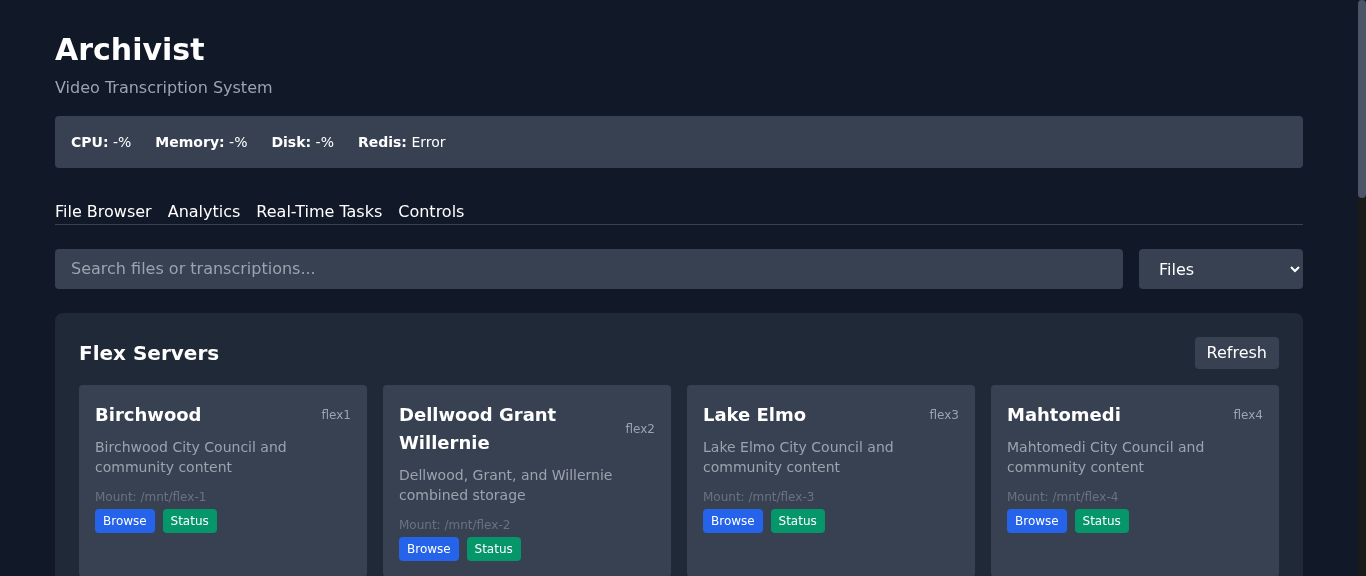 Archivist
Video Transcription System
CPU: -% Memory: -% Disk: -% Redis: Error
File Browser Analytics Real-Time Tasks Controls
Search files or transcriptions... Files
Flex Servers Refresh
Birchwood flex1
Birchwood City Council and
community content
Mount: /mnt/flex-1
Browse Status
Dellwood Grant
Willernie flex2
Dellwood, Grant, and Willernie
combined storage
Mount: /mnt/flex-2
Browse Status
Lake Elmo flex3
Lake Elmo City Council and
community content
Mount: /mnt/flex-3
Browse Status
Mahtomedi flex4
Mahtomedi City Council and
community content
Mount: /mnt/flex-4
Browse Status